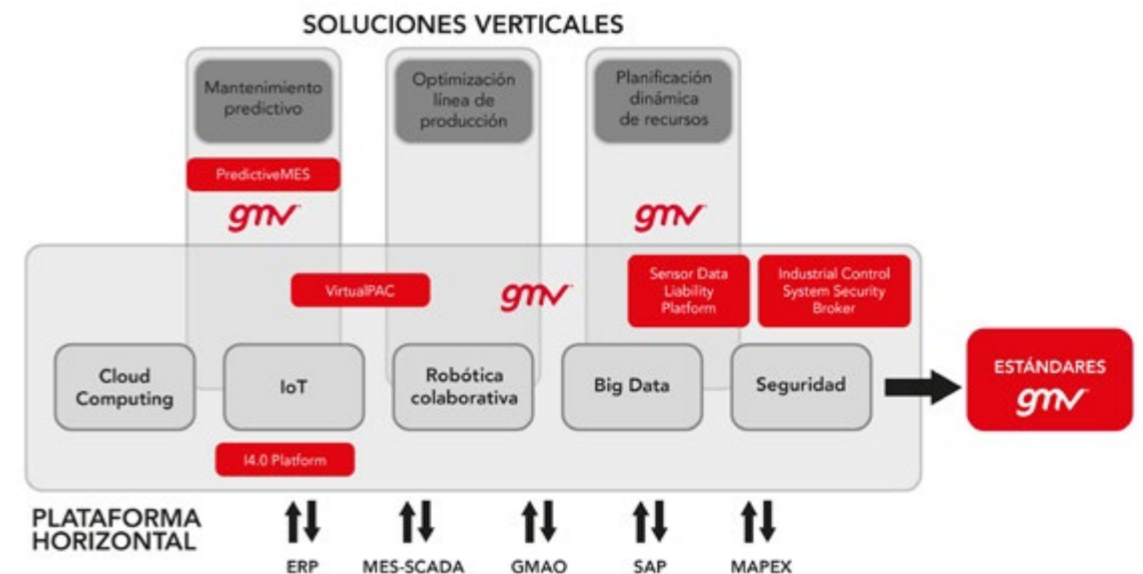 SOLUCIONES VERTICALES
Mantenimiento
predictivo
Optimización
línea de
producción
Planificación
dinámica
de recursos
PredictiveMES
gmv
gmv
VirtualPAC
gmv
Sensor Data
Liability
Platform
Industrial Control
System Security
Broker
Cloud
Computing
IoT
Robótica
colaborativa
Big Data
Seguridad
ESTÁNDARES
gmv
I4.0 Platform
PLATAFORMA
HORIZONTAL
ERP
MES-SCADA
GMAO
SAP
MAPEX